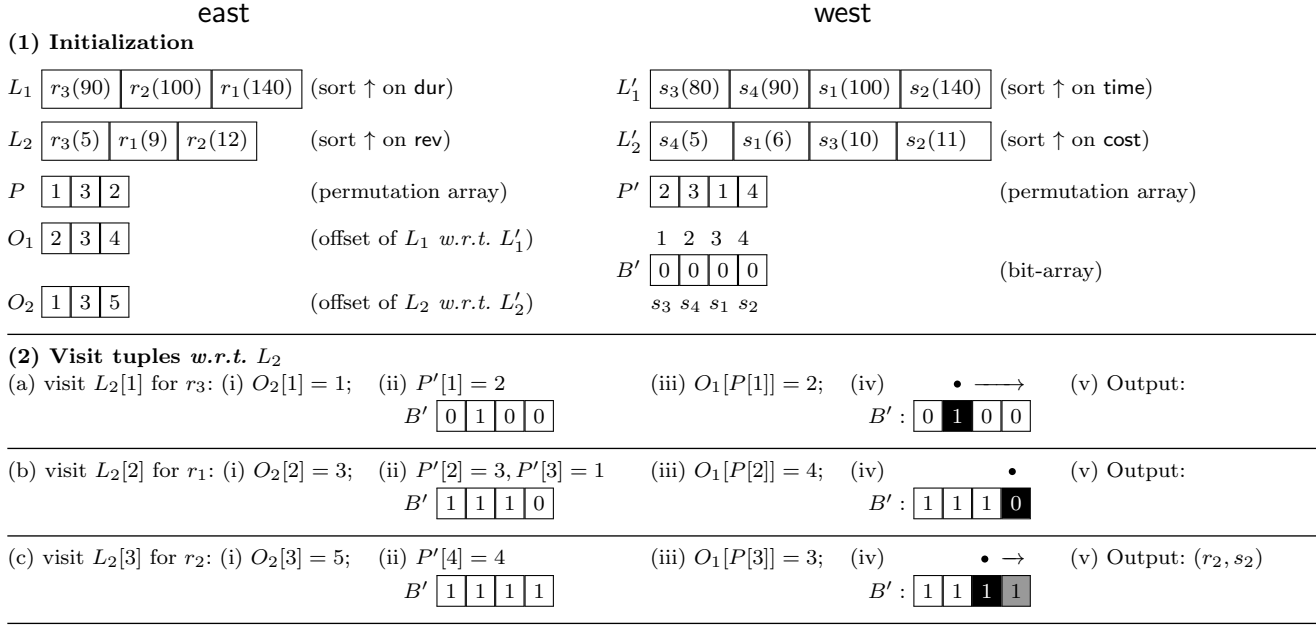 east west
(1) Initialization
L₁ r₃(90) r₂(100) r₁(140) (sort ↑ on dur) L′₁ s₃(80) s₄(90) s₁(100) s₂(140) (sort ↑ on time)
L₂ r₃(5) r₁(9) r₂(12) (sort ↑ on rev) L′₂ s₄(5) s₁(6) s₃(10) s₂(11) (sort ↑ on cost)
P 1 3 2 (permutation array) P′ 2 3 1 4 (permutation array)
O₁ 2 3 4 (offset of L₁ w.r.t. L′₁) 1 2 3 4
B′ 0 0 0 0 (bit-array)
O₂ 1 3 5 (offset of L₂ w.r.t. L′₂) s₃ s₄ s₁ s₂
(2) Visit tuples w.r.t. L₂
(a) visit L₂[1] for r₃: (i) O₂[1] = 1; (ii) P′[1] = 2 (iii) O₁[P[1]] = 2; (iv) • → (v) Output:
B′ 0 1 0 0 B′ : 0 1 0 0
(b) visit L₂[2] for r₁: (i) O₂[2] = 3; (ii) P′[2] = 3, P′[3] = 1 (iii) O₁[P[2]] = 4; (iv) • (v) Output:
B′ 1 1 1 0 B′ : 1 1 1 0
(c) visit L₂[3] for r₂: (i) O₂[3] = 5; (ii) P′[4] = 4 (iii) O₁[P[3]] = 3; (iv) • → (v) Output: (r₂, s₂)
B′ 1 1 1 1 B′ : 1 1 1 1